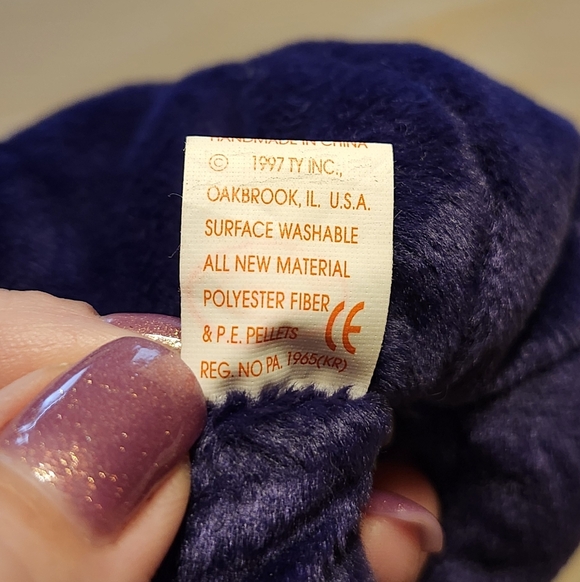 HANDMADE IN CHINA
© 1997 TY INC.,
OAKBROOK, IL. U.S.A.
SURFACE WASHABLE
ALL NEW MATERIAL
POLYESTER FIBER
& P.E. PELLETS CE
REG. NO PA. 1965(KR)